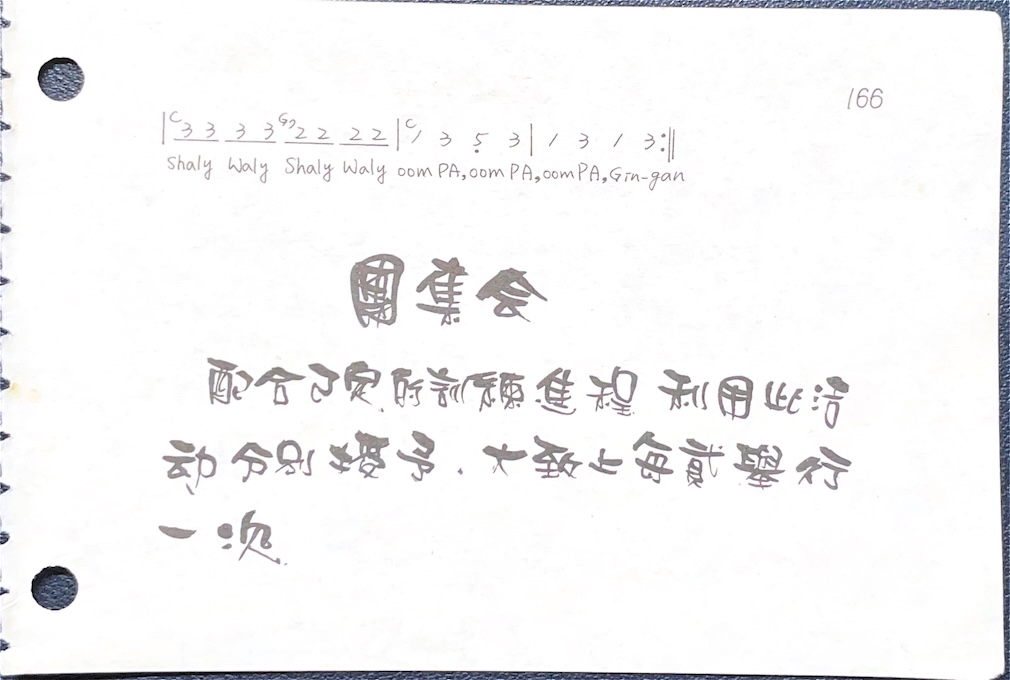 166
|C 3 3 3 3 G7 2 2 2 2 |C 1 3 5̣ 3 | 1 3 1 3 :||
Shaly Waly Shaly Waly oom PA, oom PA, oom PA, Gin-gan
團集会
配合已定的訓練進程 利用此活
动分别授予. 大致上每貳舉行
一次